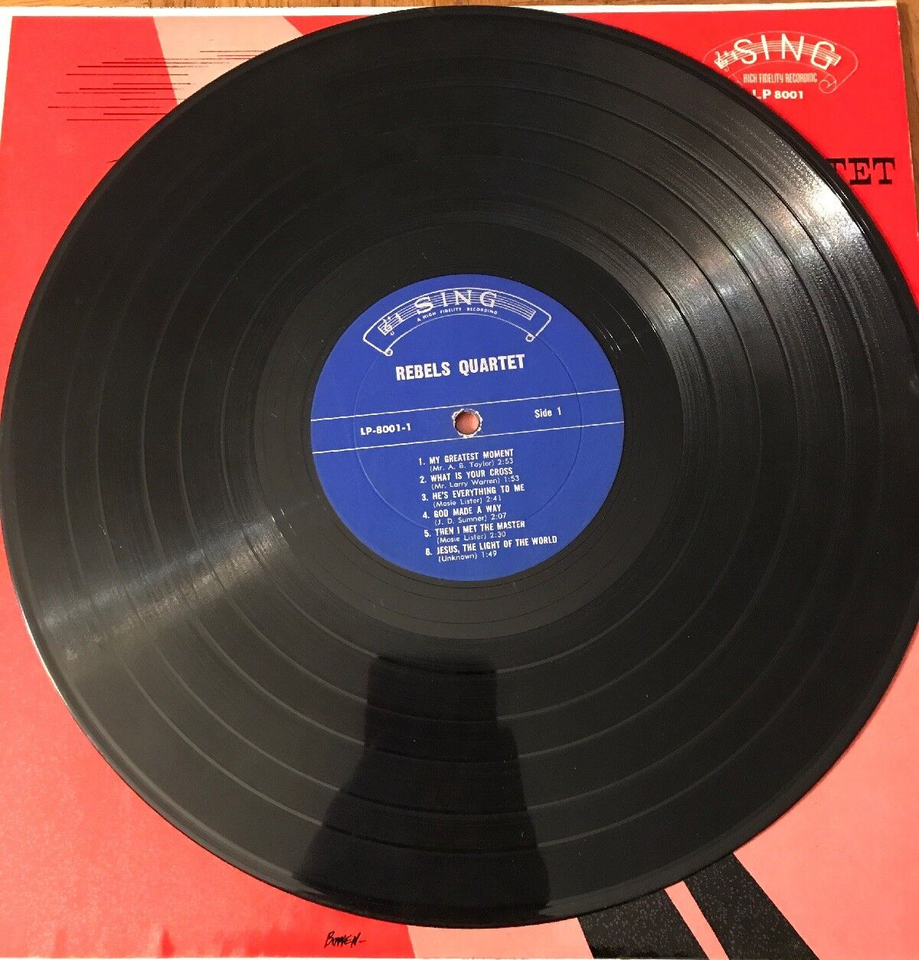 SING
HIGH FIDELITY RECORDING
LP 8001
TET
SING
A HIGH FIDELITY RECORDING
REBELS QUARTET
LP-8001-1 Side 1
1. MY GREATEST MOMENT
(Mr. A. B. Taylor) 2:53
2. WHAT IS YOUR CROSS
(Mr. Larry Warren) 1:53
3. HE'S EVERYTHING TO ME
(Mosie Lister) 2:41
4. GOD MADE A WAY
(J. D. Sumner) 2:07
5. THEN I MET THE MASTER
(Mosie Lister) 2:30
6. JESUS, THE LIGHT OF THE WORLD
(Unknown) 1:49